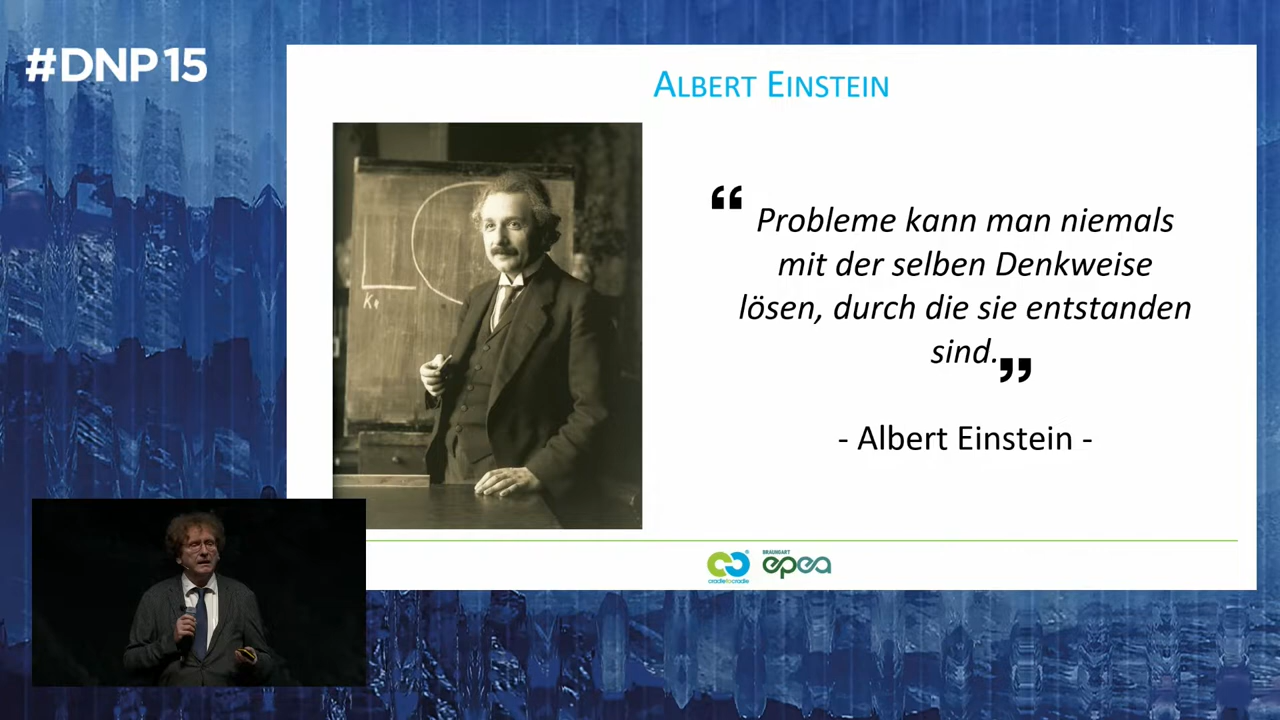 #DNP15
ALBERT EINSTEIN
“ Probleme kann man niemals
mit der selben Denkweise
lösen, durch die sie entstanden
sind.”
- Albert Einstein -
cradletocradle
BRAUNGART
epea